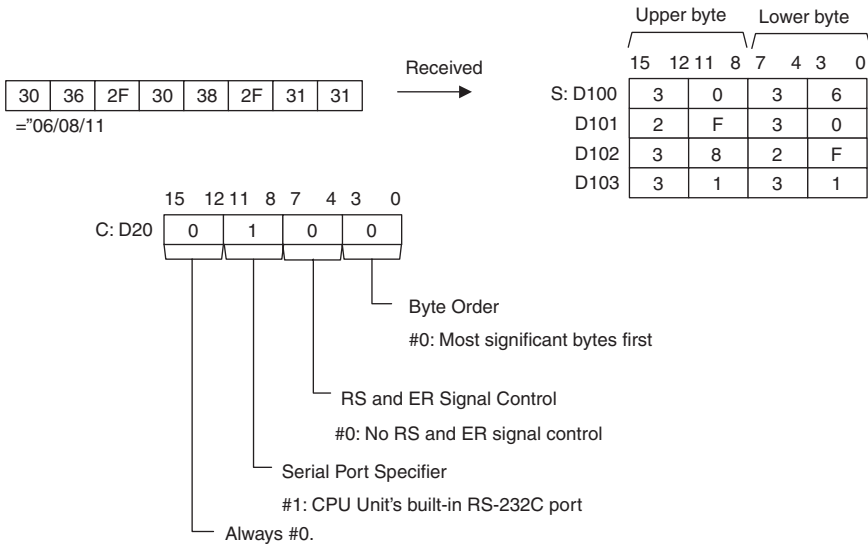 Upper byte Lower byte
15 12 11 8 7 4 3 0
Received
30 36 2F 30 38 2F 31 31
="06/08/11
S: D100 3 0 3 6
D101 2 F 3 0
D102 3 8 2 F
D103 3 1 3 1
15 12 11 8 7 4 3 0
C: D20 0 1 0 0
Byte Order
#0: Most significant bytes first
RS and ER Signal Control
#0: No RS and ER signal control
Serial Port Specifier
#1: CPU Unit's built-in RS-232C port
Always #0.